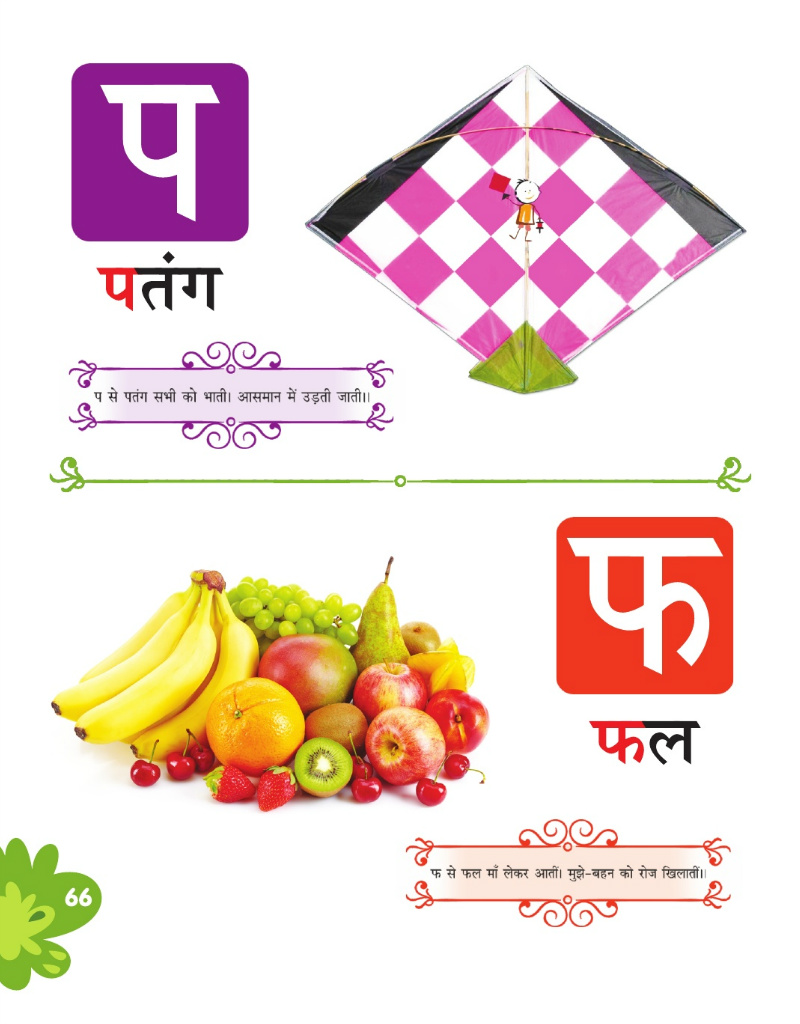 प
पतंग
प से पतंग सभी को भाती। आसमान में उड़ती जाती।।
फ
फल
फ से फल माँ लेकर आतीं। मुझे-बहन को रोज खिलातीं।।
66